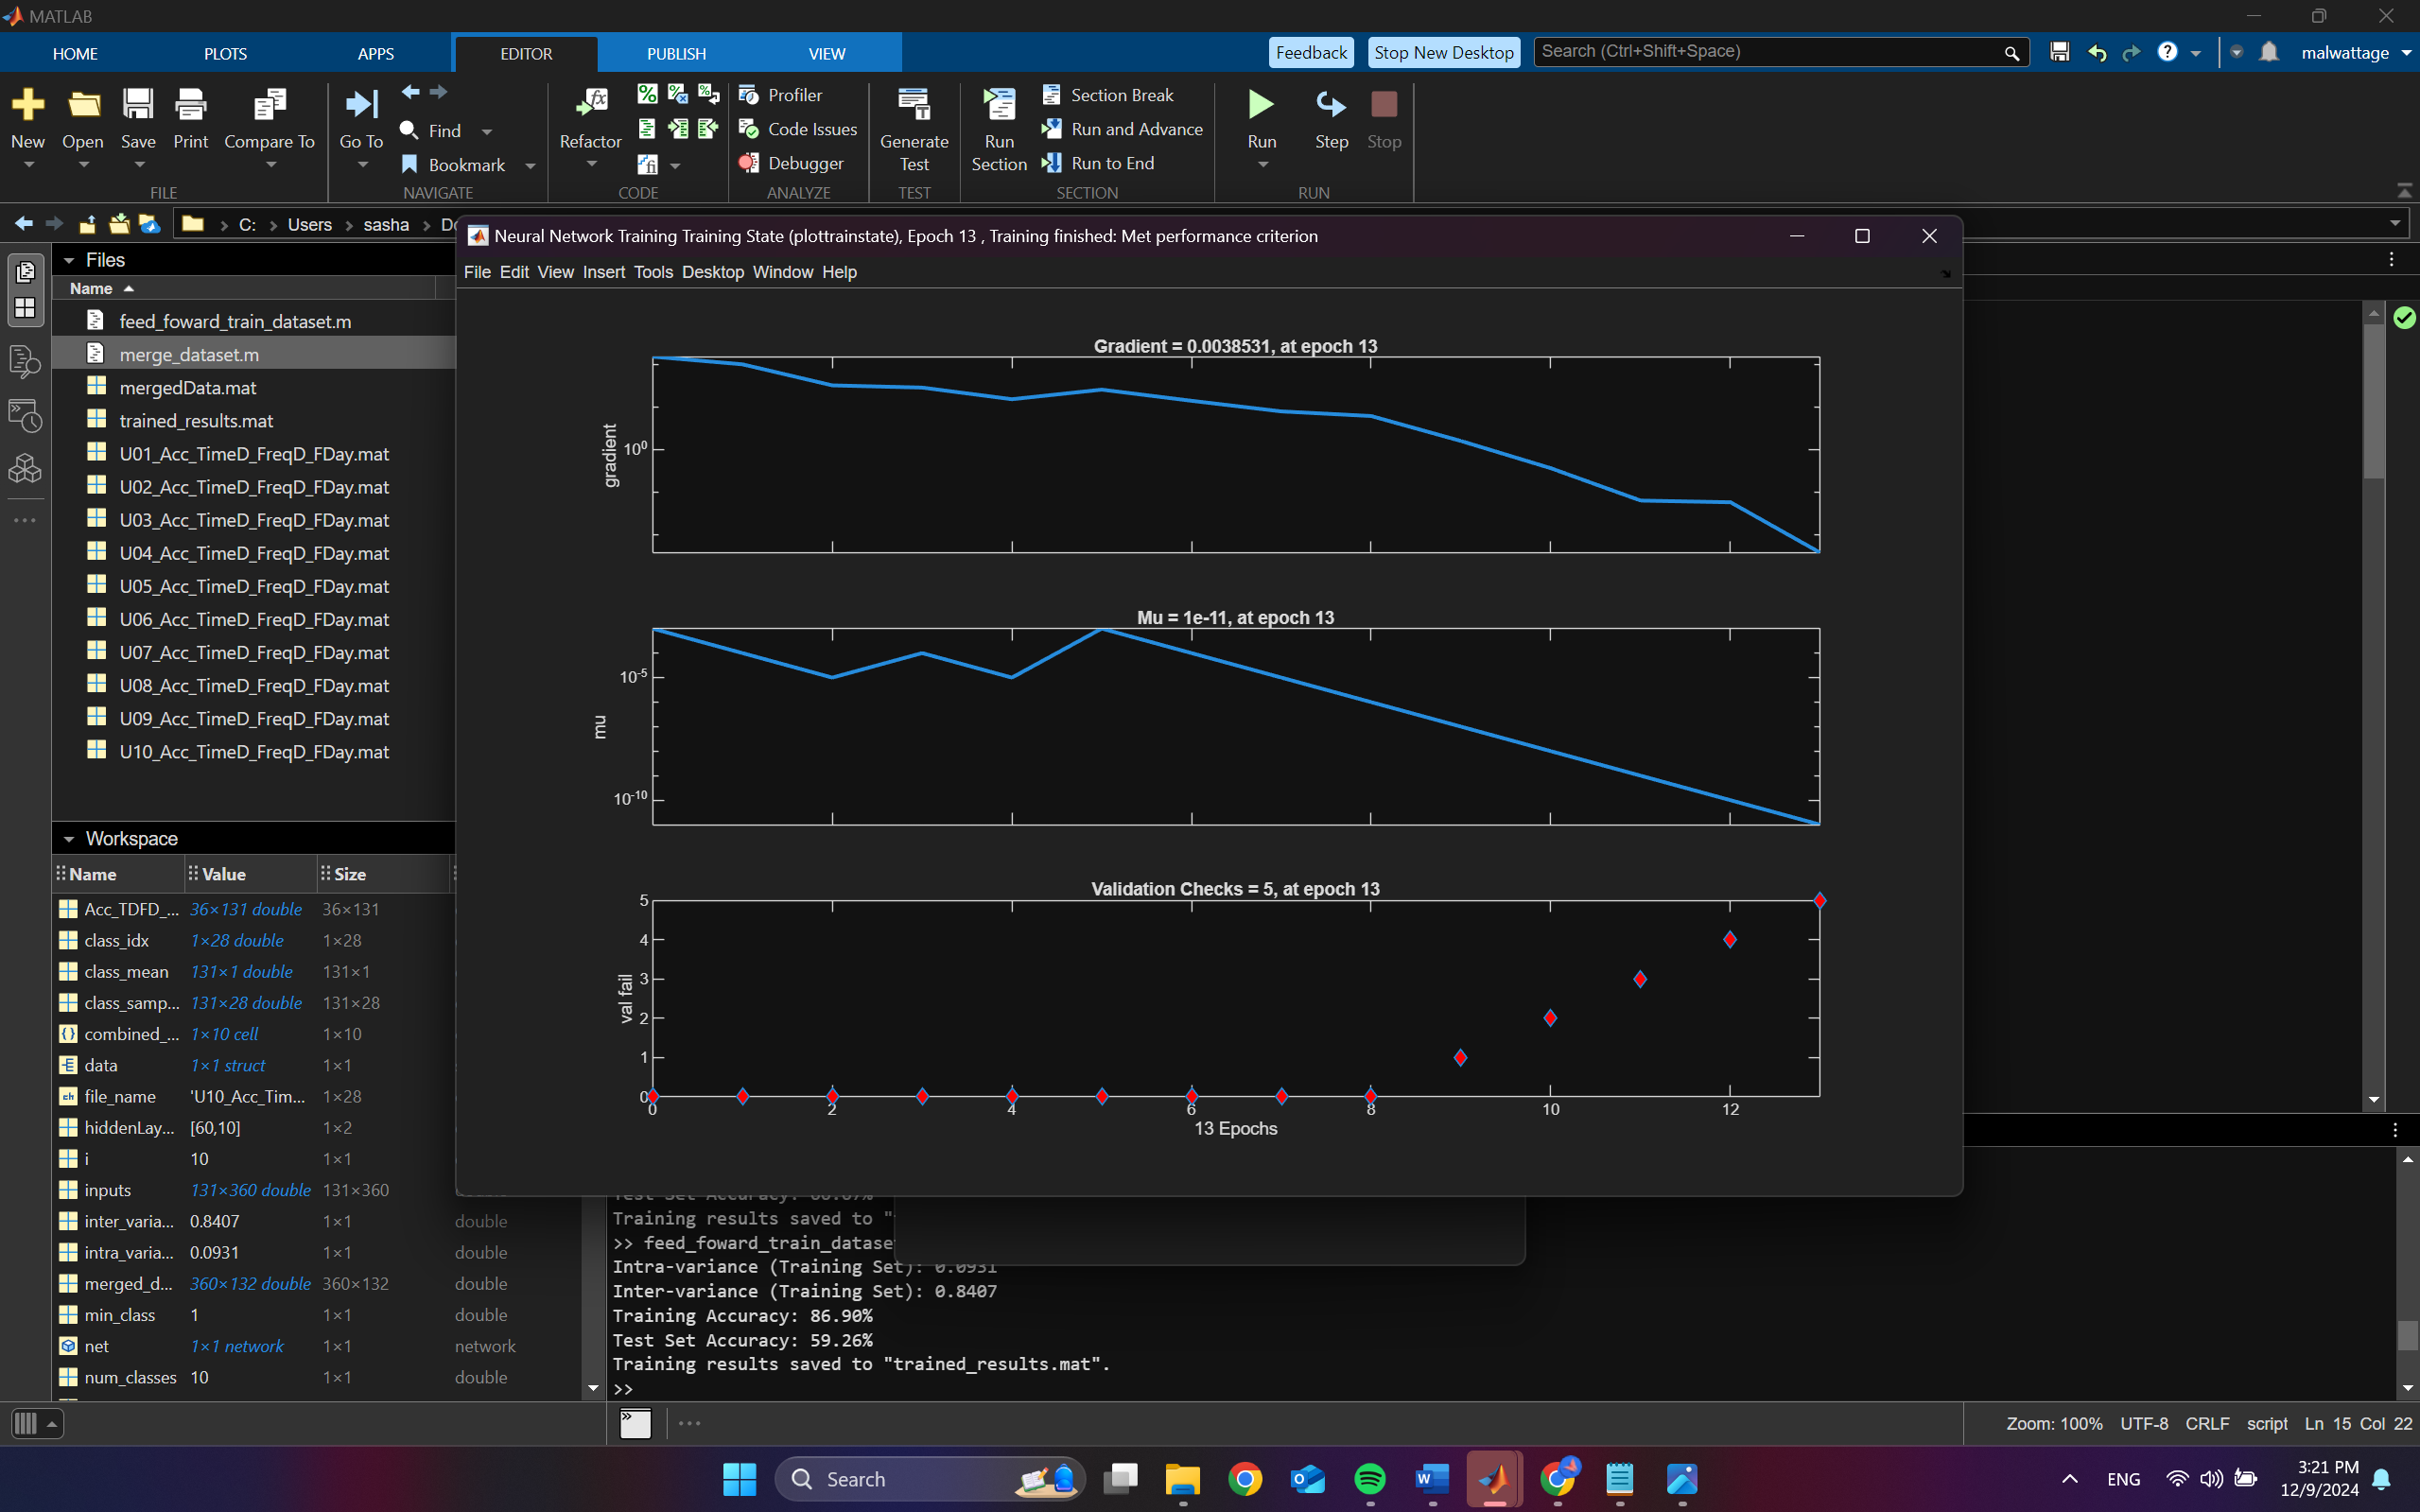 MATLAB
HOME PLOTS APPS EDITOR PUBLISH VIEW Feedback Stop New Desktop Search (Ctrl+Shift+Space) malwattage
New Open Save Print Compare To Go To Find Bookmark Refactor Profiler Code Issues Debugger Generate Test Run Section Section Break Run and Advance Run to End Run Step Stop
FILE NAVIGATE CODE ANALYZE TEST SECTION RUN
C: Users sasha
Neural Network Training Training State (plottrainstate), Epoch 13 , Training finished: Met performance criterion
File Edit View Insert Tools Desktop Window Help
Files
Name
feed_foward_train_dataset.m
merge_dataset.m
mergedData.mat
trained_results.mat
U01_Acc_TimeD_FreqD_FDay.mat
U02_Acc_TimeD_FreqD_FDay.mat
U03_Acc_TimeD_FreqD_FDay.mat
U04_Acc_TimeD_FreqD_FDay.mat
U05_Acc_TimeD_FreqD_FDay.mat
U06_Acc_TimeD_FreqD_FDay.mat
U07_Acc_TimeD_FreqD_FDay.mat
U08_Acc_TimeD_FreqD_FDay.mat
U09_Acc_TimeD_FreqD_FDay.mat
U10_Acc_TimeD_FreqD_FDay.mat
Gradient = 0.0038531, at epoch 13
gradient
10^0
Mu = 1e-11, at epoch 13
mu
10^-5
10^-10
Validation Checks = 5, at epoch 13
val fail
5
4
3
2
1
0
0 2 4 6 8 10 12
13 Epochs
Workspace
Name Value Size
Acc_TDFD_... 36×131 double 36×131
class_idx 1×28 double 1×28
class_mean 131×1 double 131×1
class_samp... 131×28 double 131×28
combined_... 1×10 cell 1×10
data 1×1 struct 1×1
file_name 'U10_Acc_Tim... 1×28
hiddenLay... [60,10] 1×2
i 10 1×1
inputs 131×360 double 131×360
inter_varia... 0.8407 1×1 double
intra_varia... 0.0931 1×1 double
merged_d... 360×132 double 360×132 double
min_class 1 1×1 double
net 1×1 network 1×1 network
num_classes 10 1×1 double
Training results saved to "
>> feed_foward_train_datase
Intra-variance (Training Set): 0.0931
Inter-variance (Training Set): 0.8407
Training Accuracy: 86.90%
Test Set Accuracy: 59.26%
Training results saved to "trained_results.mat".
>>
Zoom: 100% UTF-8 CRLF script Ln 15 Col 22
Search
ENG
3:21 PM
12/9/2024